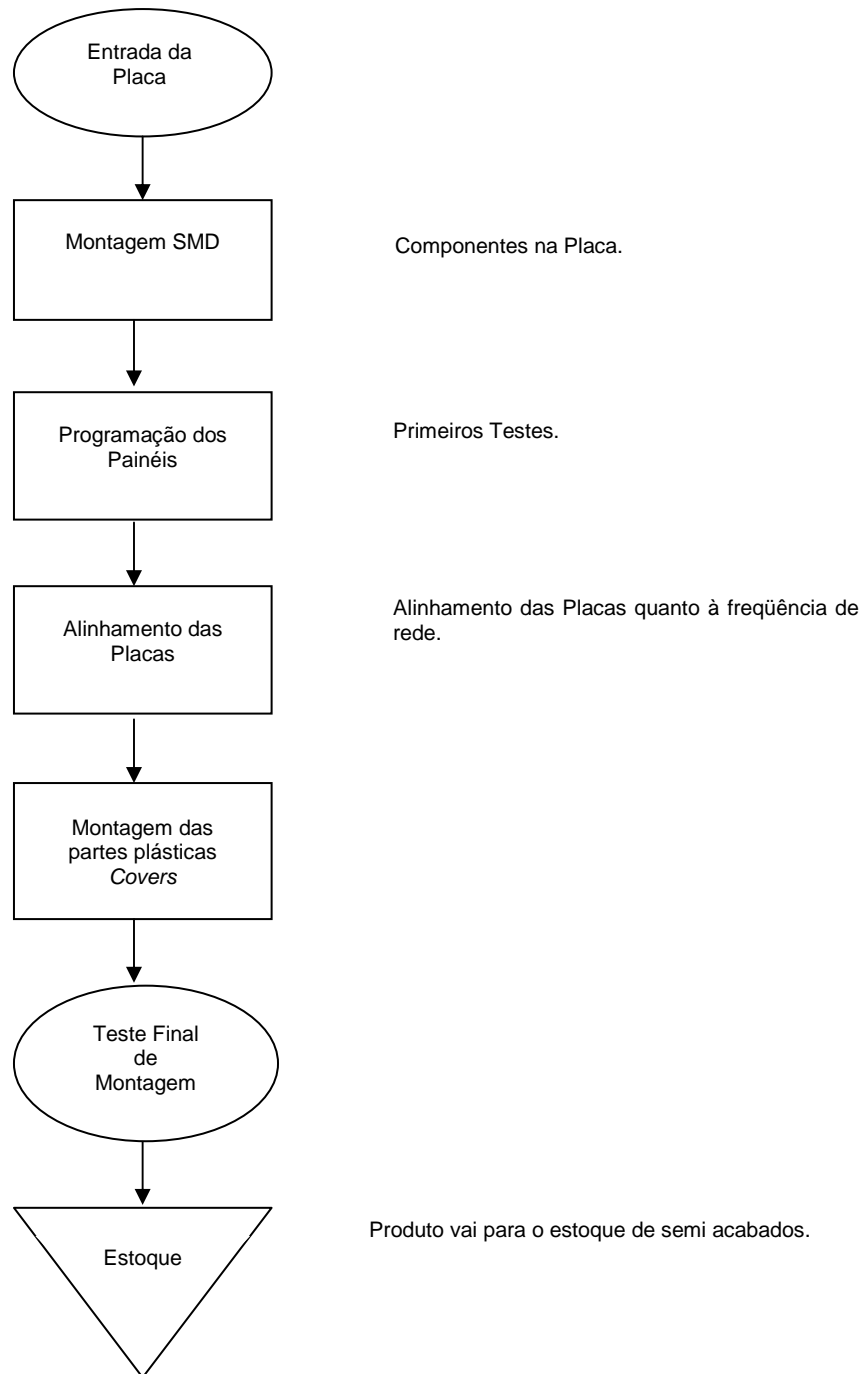 Entrada da
Placa
Montagem SMD
Componentes na Placa.
Programação dos
Painéis
Primeiros Testes.
Alinhamento das
Placas
Alinhamento das Placas quanto à freqüência de
rede.
Montagem das
partes plásticas
Covers
Teste Final
de
Montagem
Estoque
Produto vai para o estoque de semi acabados.